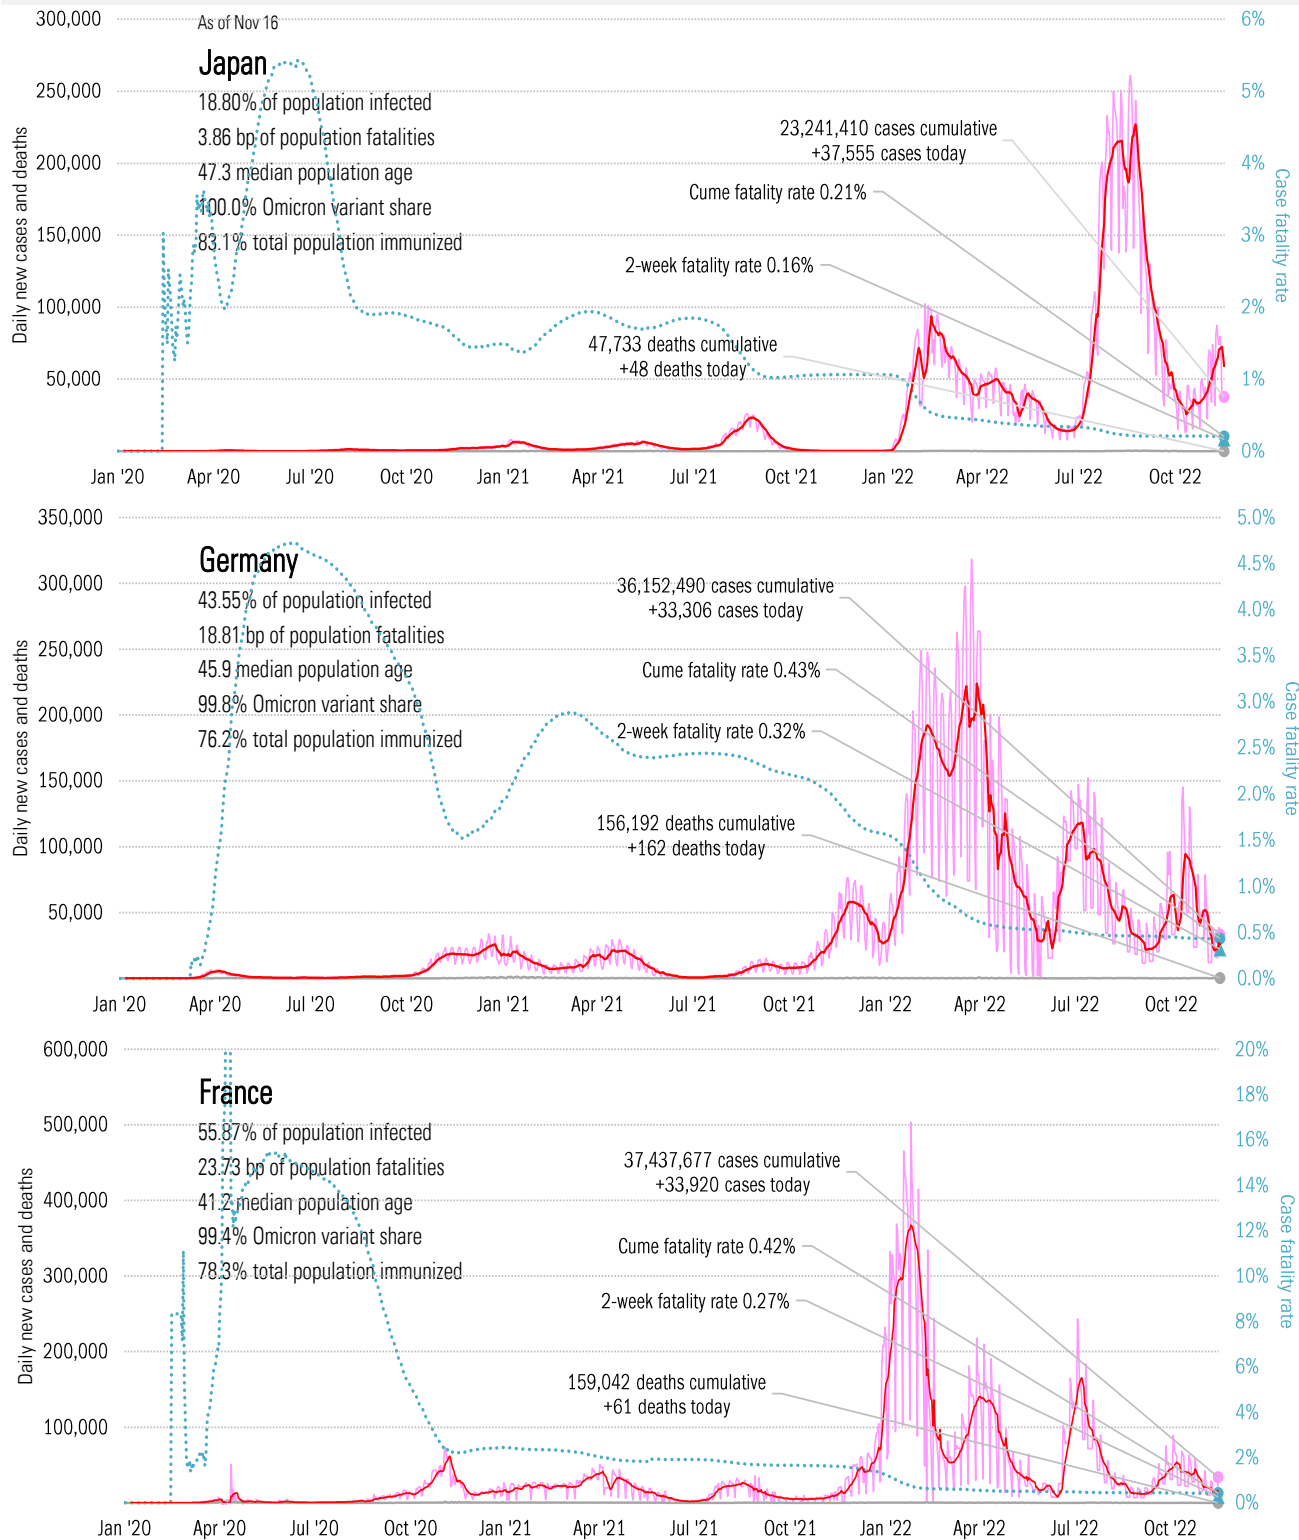 As of Nov 16
Japan
18.80% of population infected
3.86 bp of population fatalities
47.3 median population age
100.0% Omicron variant share
83.1% total population immunized
Daily new cases and deaths
300,000
250,000
200,000
150,000
100,000
50,000
23,241,410 cases cumulative
+37,555 cases today
Cume fatality rate 0.21%
2-week fatality rate 0.16%
47,733 deaths cumulative
+48 deaths today
6%
5%
4%
3%
2%
1%
0%
Case fatality rate
Jan '20 Apr '20 Jul '20 Oct '20 Jan '21 Apr '21 Jul '21 Oct '21 Jan '22 Apr '22 Jul '22 Oct '22
Germany
43.55% of population infected
18.81 bp of population fatalities
45.9 median population age
99.8% Omicron variant share
76.2% total population immunized
Daily new cases and deaths
350,000
300,000
250,000
200,000
150,000
100,000
50,000
36,152,490 cases cumulative
+33,306 cases today
Cume fatality rate 0.43%
2-week fatality rate 0.32%
156,192 deaths cumulative
+162 deaths today
5.0%
4.5%
4.0%
3.5%
3.0%
2.5%
2.0%
1.5%
1.0%
0.5%
0.0%
Case fatality rate
Jan '20 Apr '20 Jul '20 Oct '20 Jan '21 Apr '21 Jul '21 Oct '21 Jan '22 Apr '22 Jul '22 Oct '22
France
55.87% of population infected
23.73 bp of population fatalities
41.2 median population age
99.4% Omicron variant share
78.3% total population immunized
Daily new cases and deaths
600,000
500,000
400,000
300,000
200,000
100,000
37,437,677 cases cumulative
+33,920 cases today
Cume fatality rate 0.42%
2-week fatality rate 0.27%
159,042 deaths cumulative
+61 deaths today
20%
18%
16%
14%
12%
10%
8%
6%
4%
2%
0%
Case fatality rate
Jan '20 Apr '20 Jul '20 Oct '20 Jan '21 Apr '21 Jul '21 Oct '21 Jan '22 Apr '22 Jul '22 Oct '22